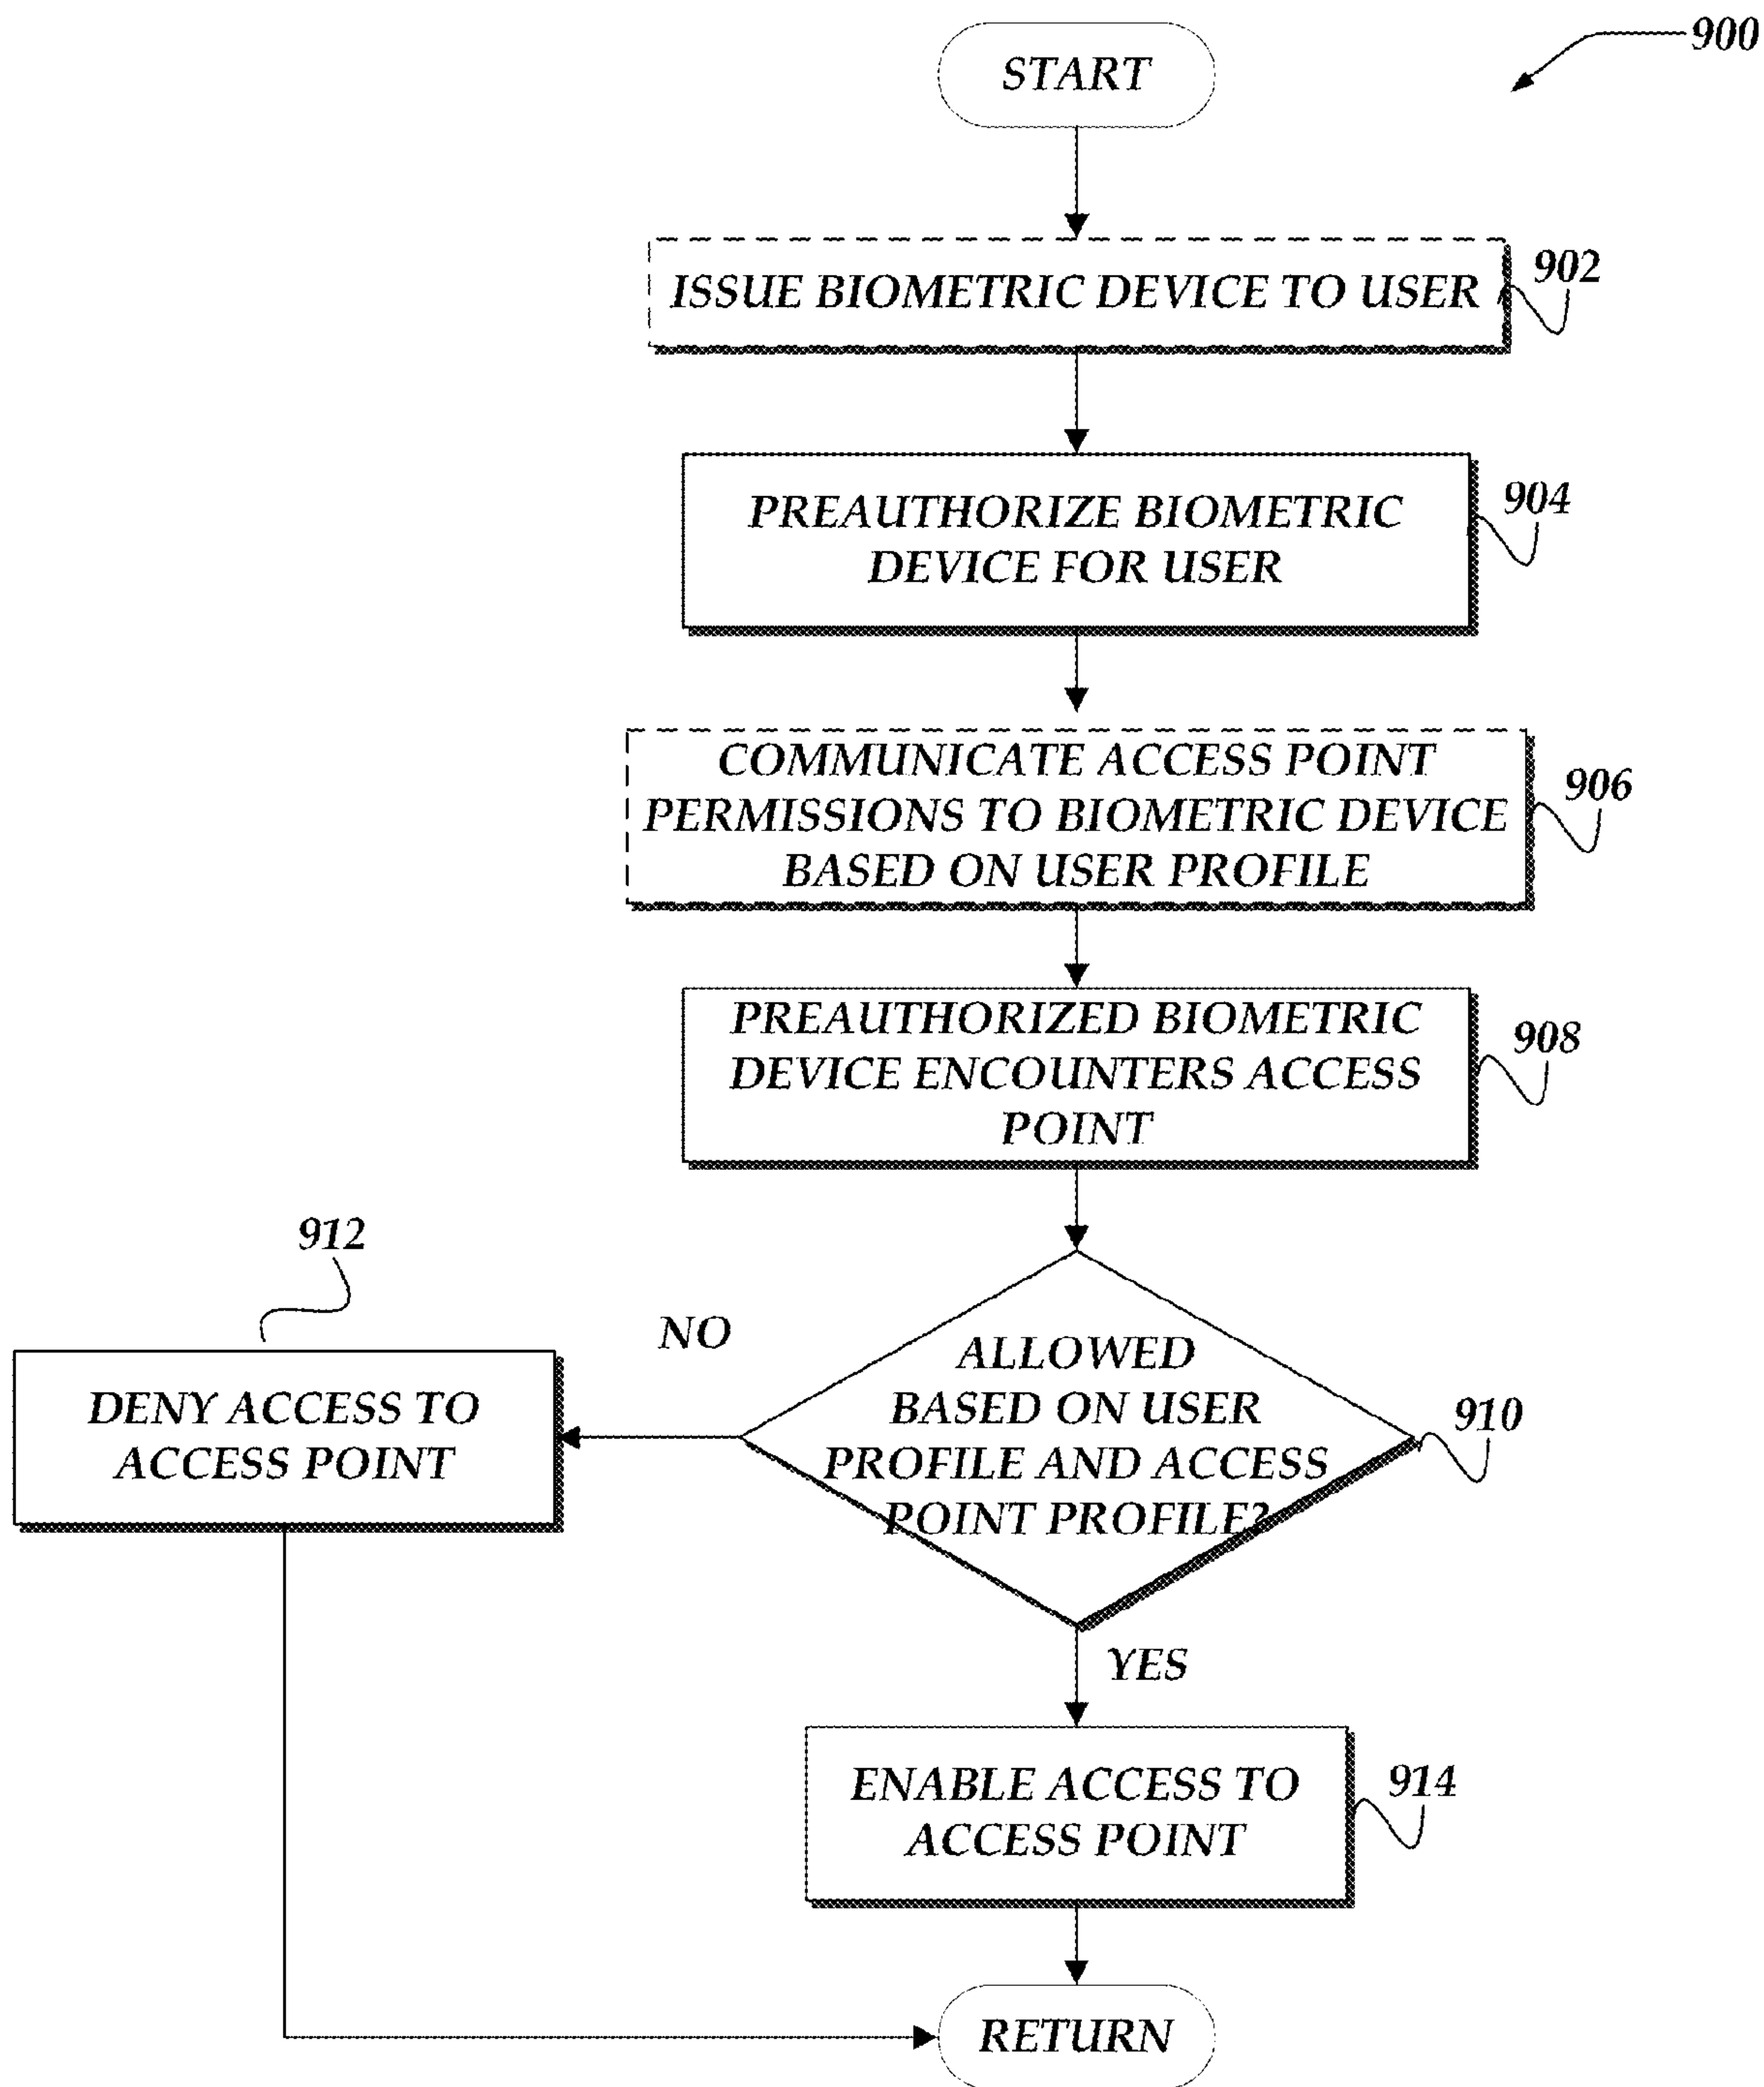 900
START
ISSUE BIOMETRIC DEVICE TO USER
902
PREAUTHORIZE BIOMETRIC
DEVICE FOR USER
904
COMMUNICATE ACCESS POINT
PERMISSIONS TO BIOMETRIC DEVICE
BASED ON USER PROFILE
906
PREAUTHORIZED BIOMETRIC
DEVICE ENCOUNTERS ACCESS
POINT
908
ALLOWED
BASED ON USER
PROFILE AND ACCESS
POINT PROFILE?
910
NO
912
DENY ACCESS TO
ACCESS POINT
YES
ENABLE ACCESS TO
ACCESS POINT
914
RETURN